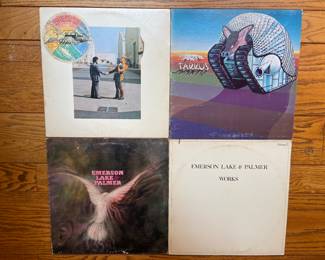 TARKUS
EMERSON
LAKE &
PALMER
EMERSON LAKE & PALMER
WORKS